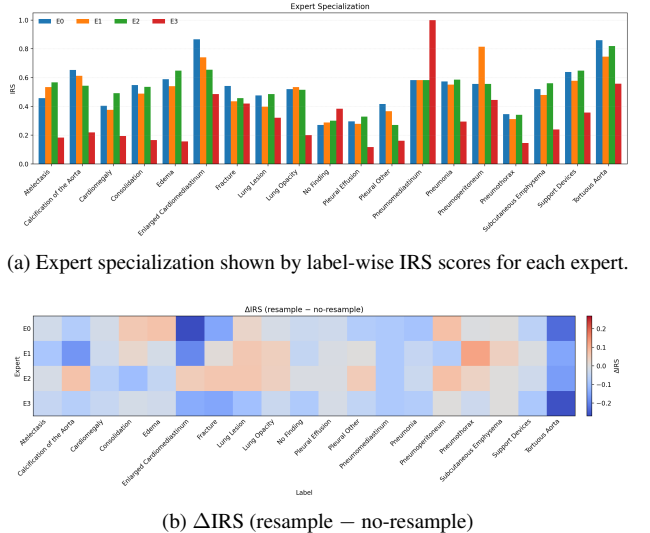 Expert Specialization
E0 E1 E2 E3
1.0
0.8
0.6
0.4
0.2
0.0
IRS
Atelectasis
Calcification of the Aorta
Cardiomegaly
Consolidation
Edema
Enlarged Cardiomediastinum
Fracture
Lung Lesion
Lung Opacity
No Finding
Pleural Effusion
Pleural Other
Pneumomediastinum
Pneumonia
Pneumoperitoneum
Pneumothorax
Subcutaneous Emphysema
Support Devices
Tortuous Aorta
(a) Expert specialization shown by label-wise IRS scores for each expert.
ΔIRS (resample − no-resample)
E0
E1
E2
E3
Expert
0.2
0.1
0.0
−0.1
−0.2
ΔIRS
Atelectasis
Calcification of the Aorta
Cardiomegaly
Consolidation
Edema
Enlarged Cardiomediastinum
Fracture
Lung Lesion
Lung Opacity
No Finding
Pleural Effusion
Pleural Other
Pneumomediastinum
Pneumonia
Pneumoperitoneum
Pneumothorax
Subcutaneous Emphysema
Support Devices
Tortuous Aorta
Label
(b) ΔIRS (resample − no-resample)